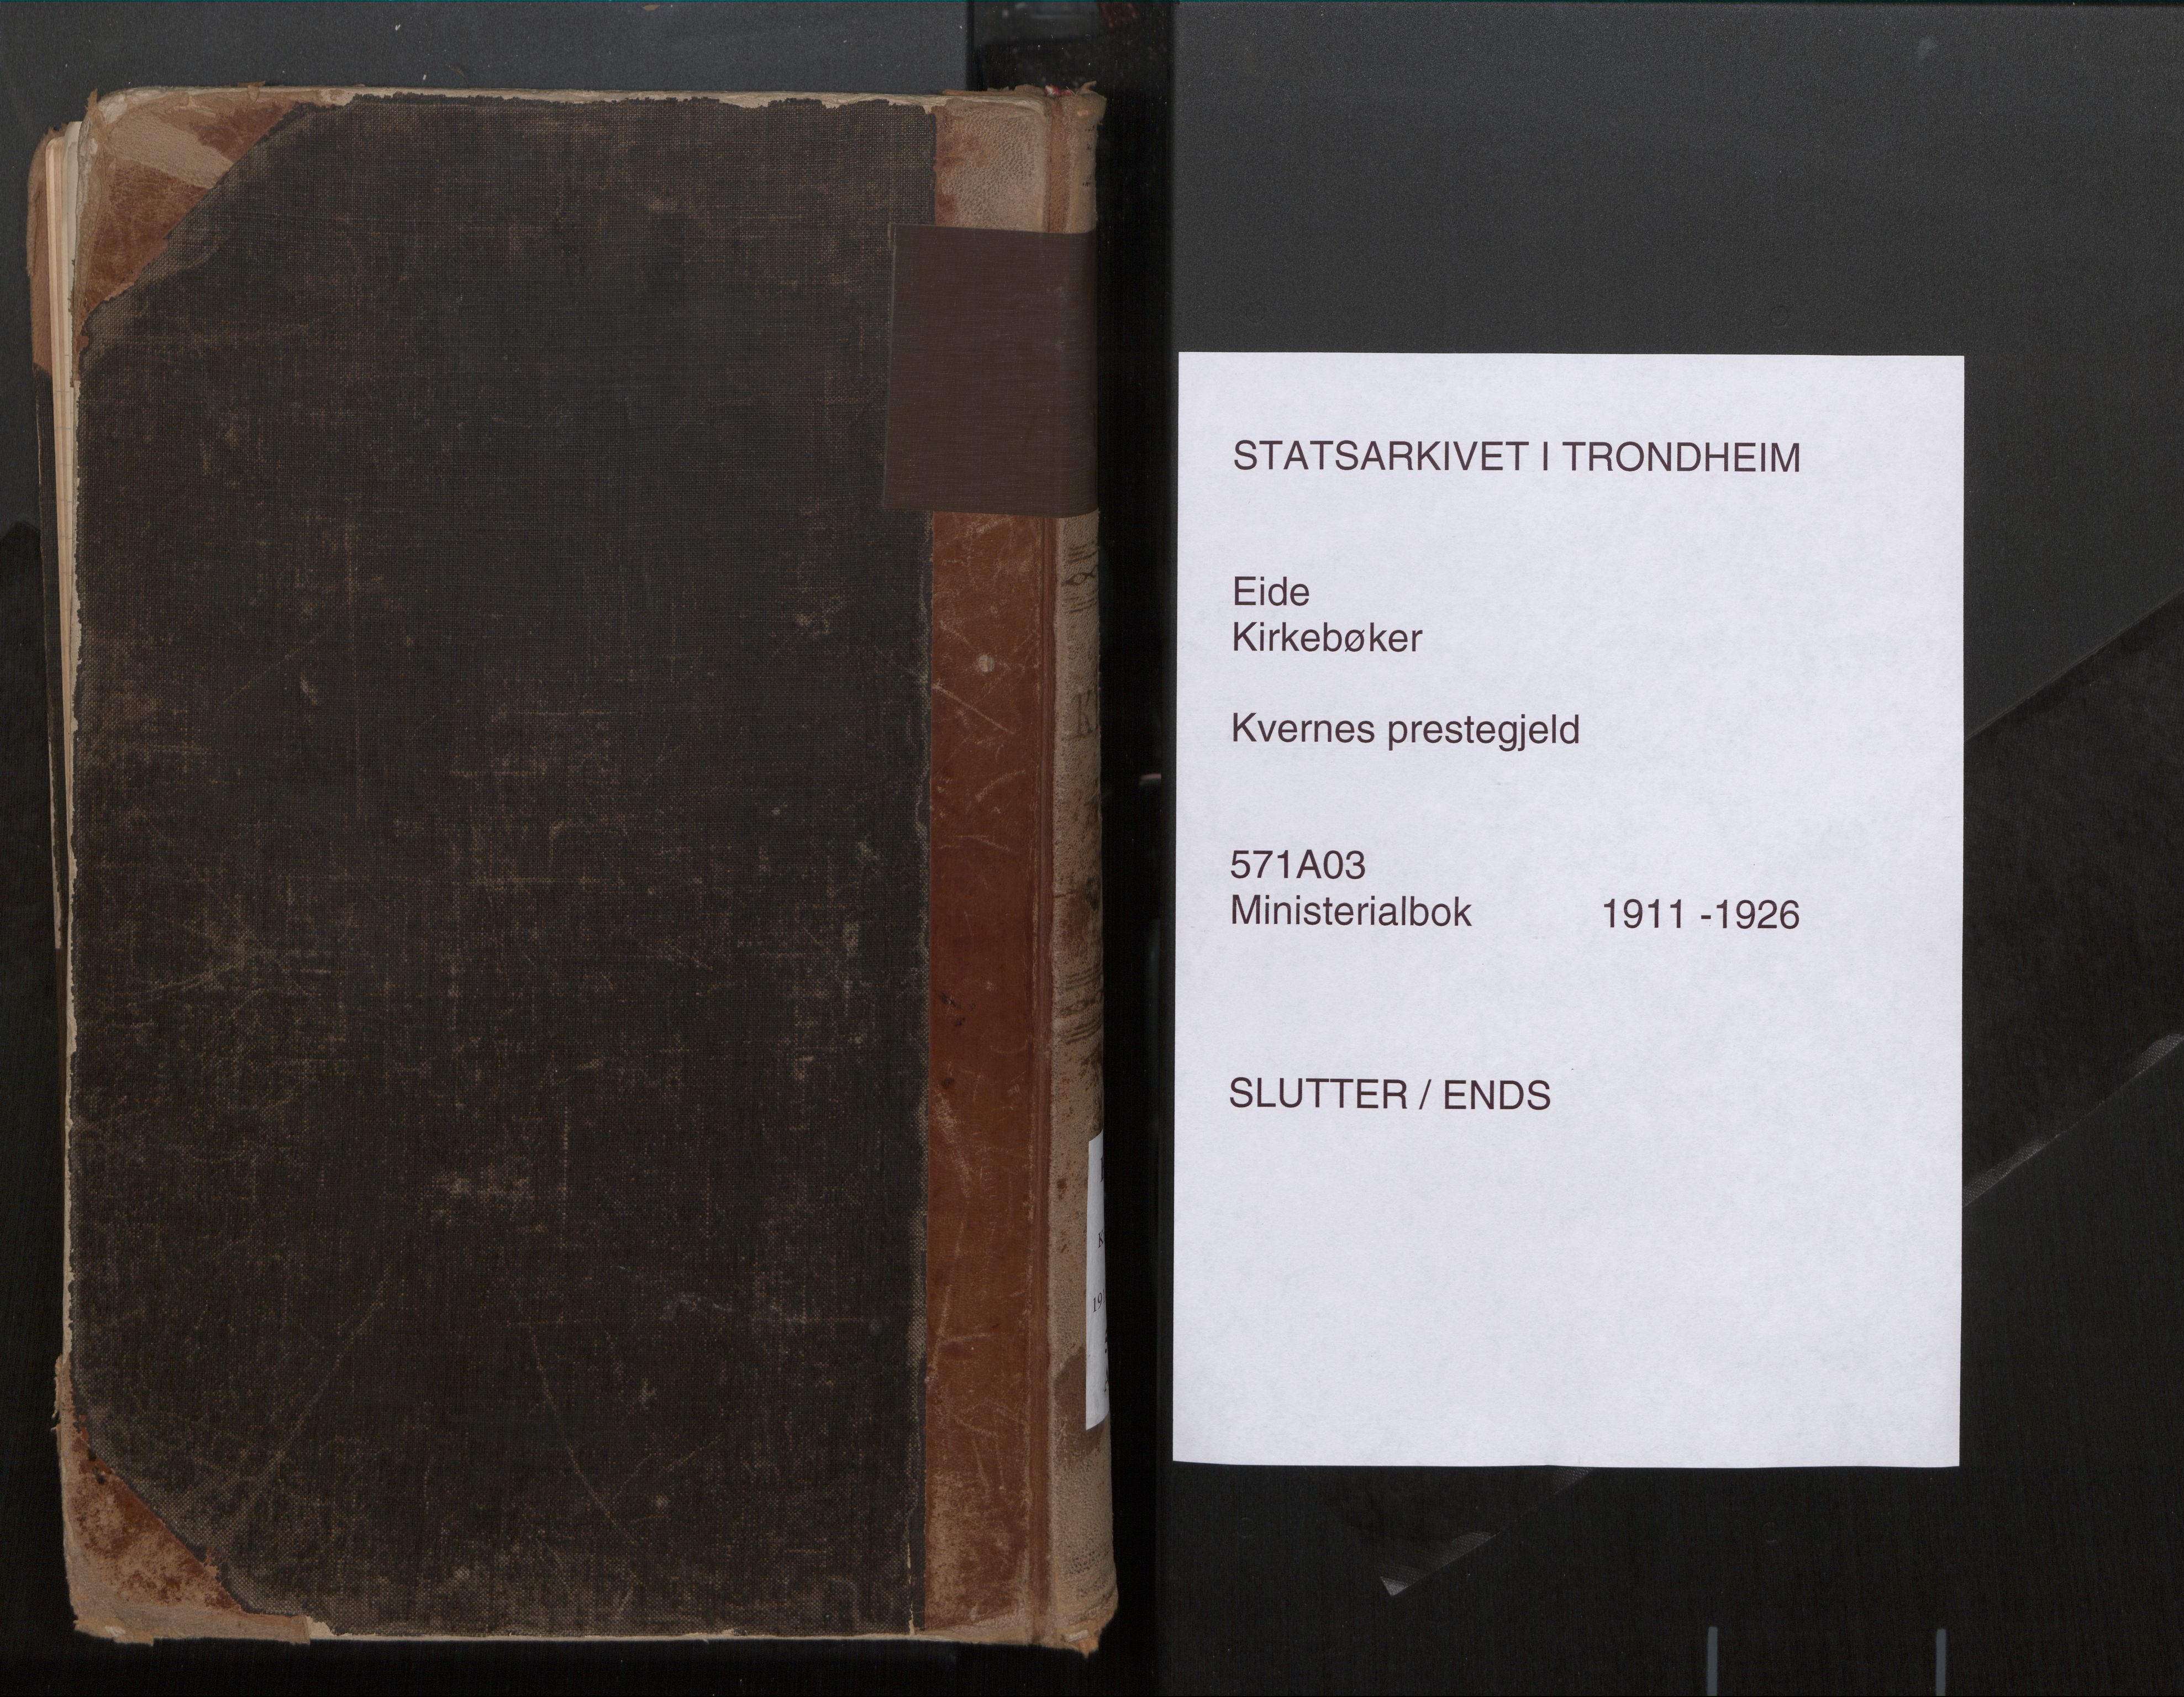 STATSARKIVET I TRONDHEIM
Eide
Kirkebøker
Kvernes prestegjeld
571A03
Ministerialbok 1911 -1926
SLUTTER / ENDS